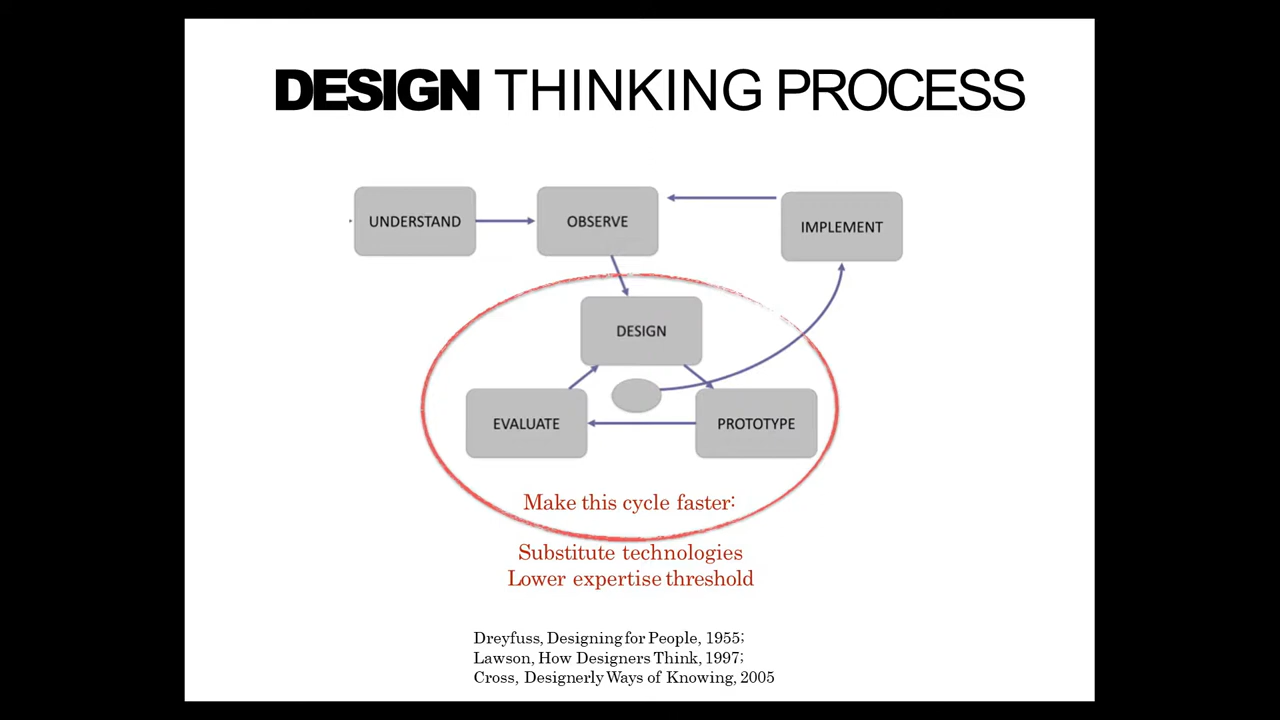 DESIGN THINKING PROCESS
UNDERSTAND
OBSERVE
IMPLEMENT
DESIGN
EVALUATE
PROTOTYPE
Make this cycle faster:
Substitute technologies
Lower expertise threshold
Dreyfuss, Designing for People, 1955;
Lawson, How Designers Think, 1997;
Cross, Designerly Ways of Knowing, 2005